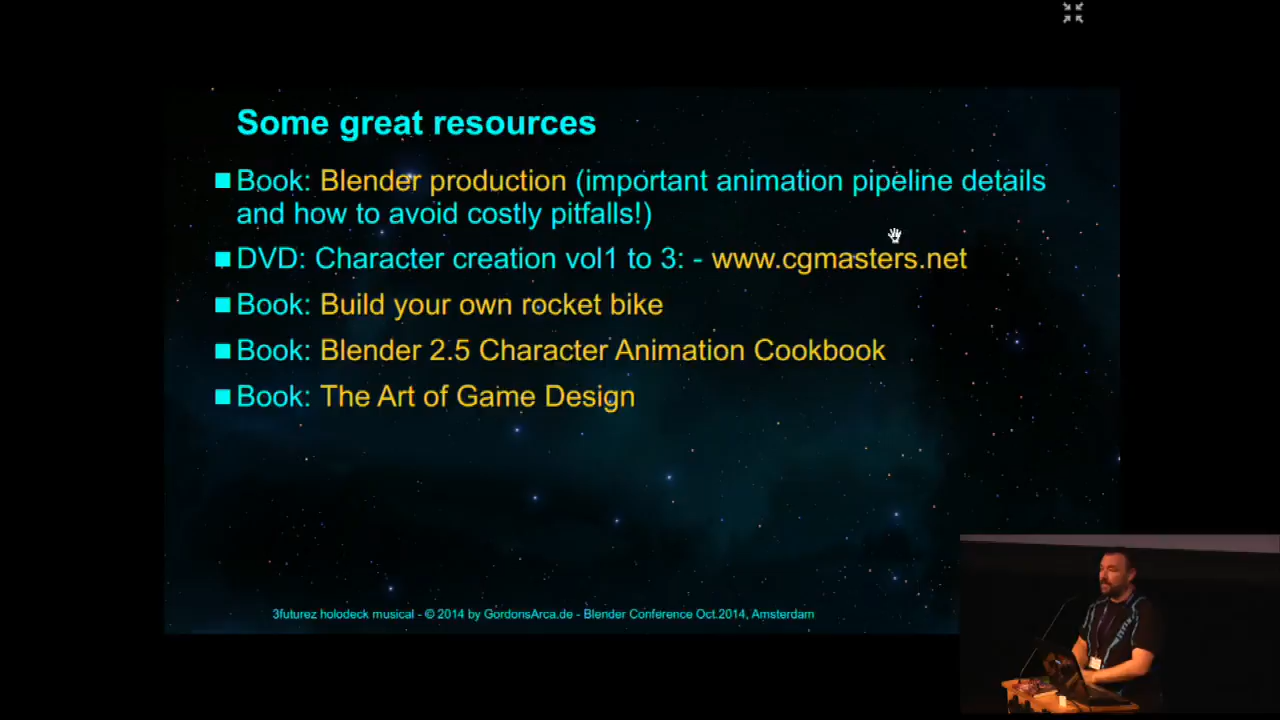 Some great resources
Book: Blender production (important animation pipeline details
and how to avoid costly pitfalls!)
DVD: Character creation vol1 to 3: - www.cgmasters.net
Book: Build your own rocket bike
Book: Blender 2.5 Character Animation Cookbook
Book: The Art of Game Design
3futurez holodeck musical - © 2014 by GordonsArca.de - Blender Conference Oct.2014, Amsterdam